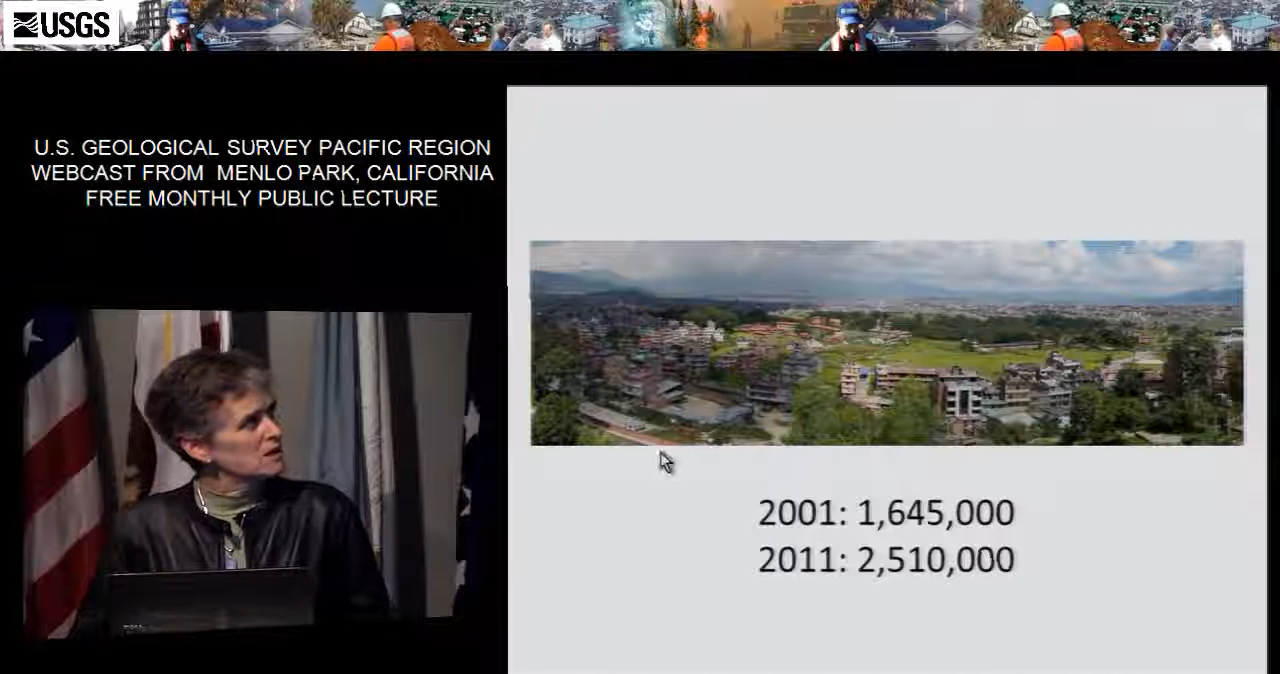 USGS
U.S. GEOLOGICAL SURVEY PACIFIC REGION
WEBCAST FROM MENLO PARK, CALIFORNIA
FREE MONTHLY PUBLIC LECTURE
2001: 1,645,000
2011: 2,510,000